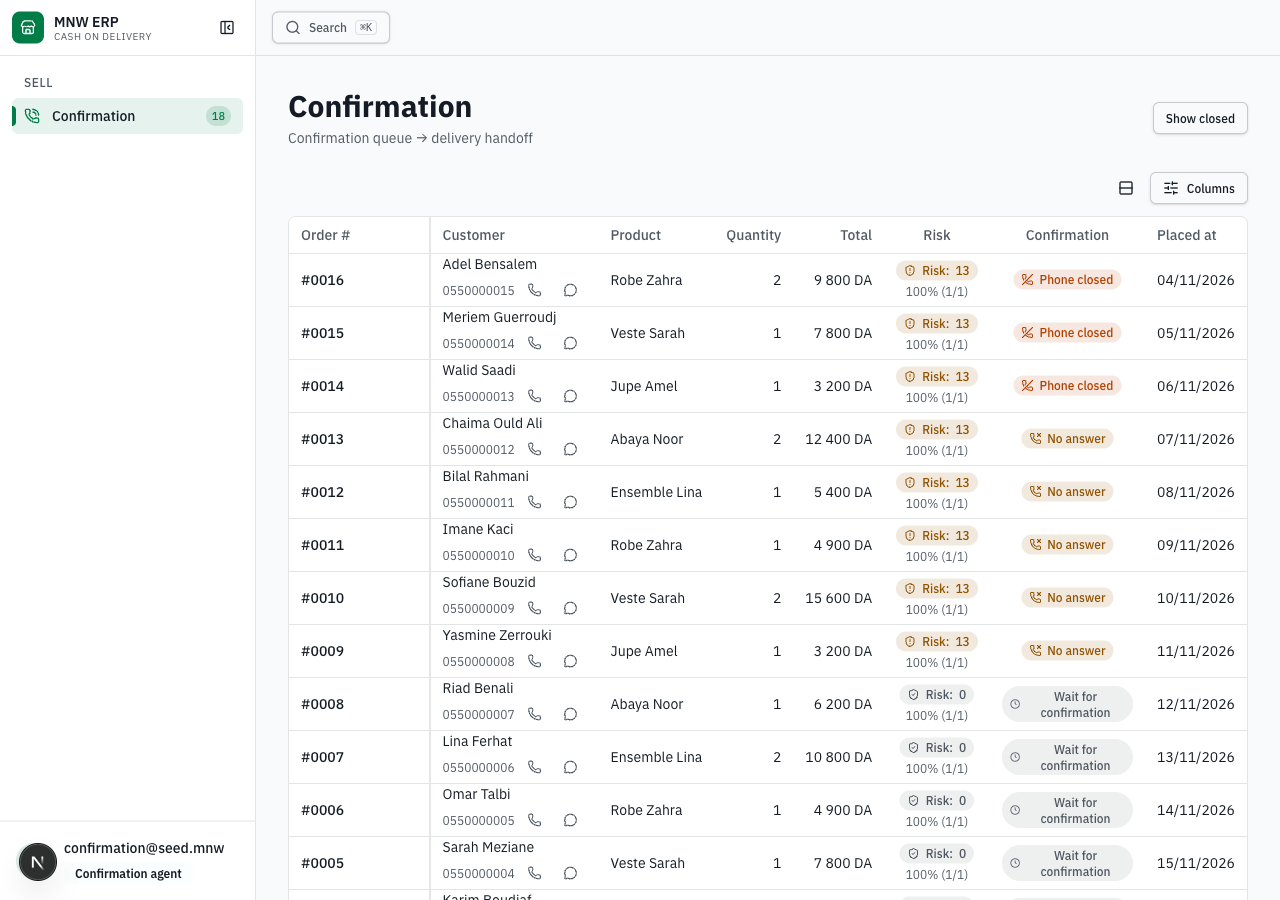 MNW ERP
CASH ON DELIVERY
Search ⌘K
SELL
Confirmation 18
Confirmation
Confirmation queue → delivery handoff
Show closed
Columns
Order # Customer Product Quantity Total Risk Confirmation Placed at
Adel Bensalem
#0016 0550000015 Robe Zahra 2 9 800 DA Risk: 13 100% (1/1) Phone closed 04/11/2026
Meriem Guerroudj
#0015 0550000014 Veste Sarah 1 7 800 DA Risk: 13 100% (1/1) Phone closed 05/11/2026
Walid Saadi
#0014 0550000013 Jupe Amel 1 3 200 DA Risk: 13 100% (1/1) Phone closed 06/11/2026
Chaima Ould Ali
#0013 0550000012 Abaya Noor 2 12 400 DA Risk: 13 100% (1/1) No answer 07/11/2026
Bilal Rahmani
#0012 0550000011 Ensemble Lina 1 5 400 DA Risk: 13 100% (1/1) No answer 08/11/2026
Imane Kaci
#0011 0550000010 Robe Zahra 1 4 900 DA Risk: 13 100% (1/1) No answer 09/11/2026
Sofiane Bouzid
#0010 0550000009 Veste Sarah 2 15 600 DA Risk: 13 100% (1/1) No answer 10/11/2026
Yasmine Zerrouki
#0009 0550000008 Jupe Amel 1 3 200 DA Risk: 13 100% (1/1) No answer 11/11/2026
Riad Benali
#0008 0550000007 Abaya Noor 1 6 200 DA Risk: 0 100% (1/1) Wait for confirmation 12/11/2026
Lina Ferhat
#0007 0550000006 Ensemble Lina 2 10 800 DA Risk: 0 100% (1/1) Wait for confirmation 13/11/2026
Omar Talbi
#0006 0550000005 Robe Zahra 1 4 900 DA Risk: 0 100% (1/1) Wait for confirmation 14/11/2026
Sarah Meziane
#0005 0550000004 Veste Sarah 1 7 800 DA Risk: 0 100% (1/1) Wait for confirmation 15/11/2026
N
confirmation@seed.mnw
Confirmation agent